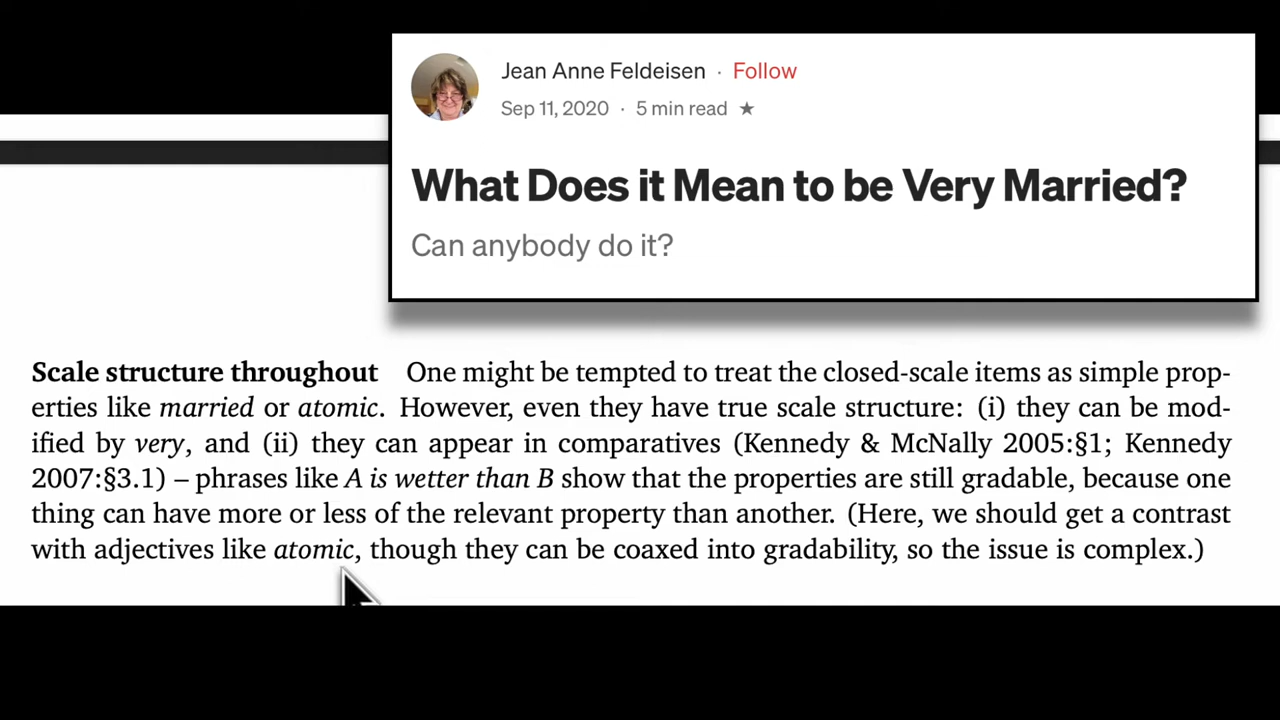 Jean Anne Feldeisen · Follow
Sep 11, 2020 · 5 min read ★
What Does it Mean to be Very Married?
Can anybody do it?
Scale structure throughout One might be tempted to treat the closed-scale items as simple prop-
erties like married or atomic. However, even they have true scale structure: (i) they can be mod-
ified by very, and (ii) they can appear in comparatives (Kennedy & McNally 2005:§1; Kennedy
2007:§3.1) – phrases like A is wetter than B show that the properties are still gradable, because one
thing can have more or less of the relevant property than another. (Here, we should get a contrast
with adjectives like atomic, though they can be coaxed into gradability, so the issue is complex.)